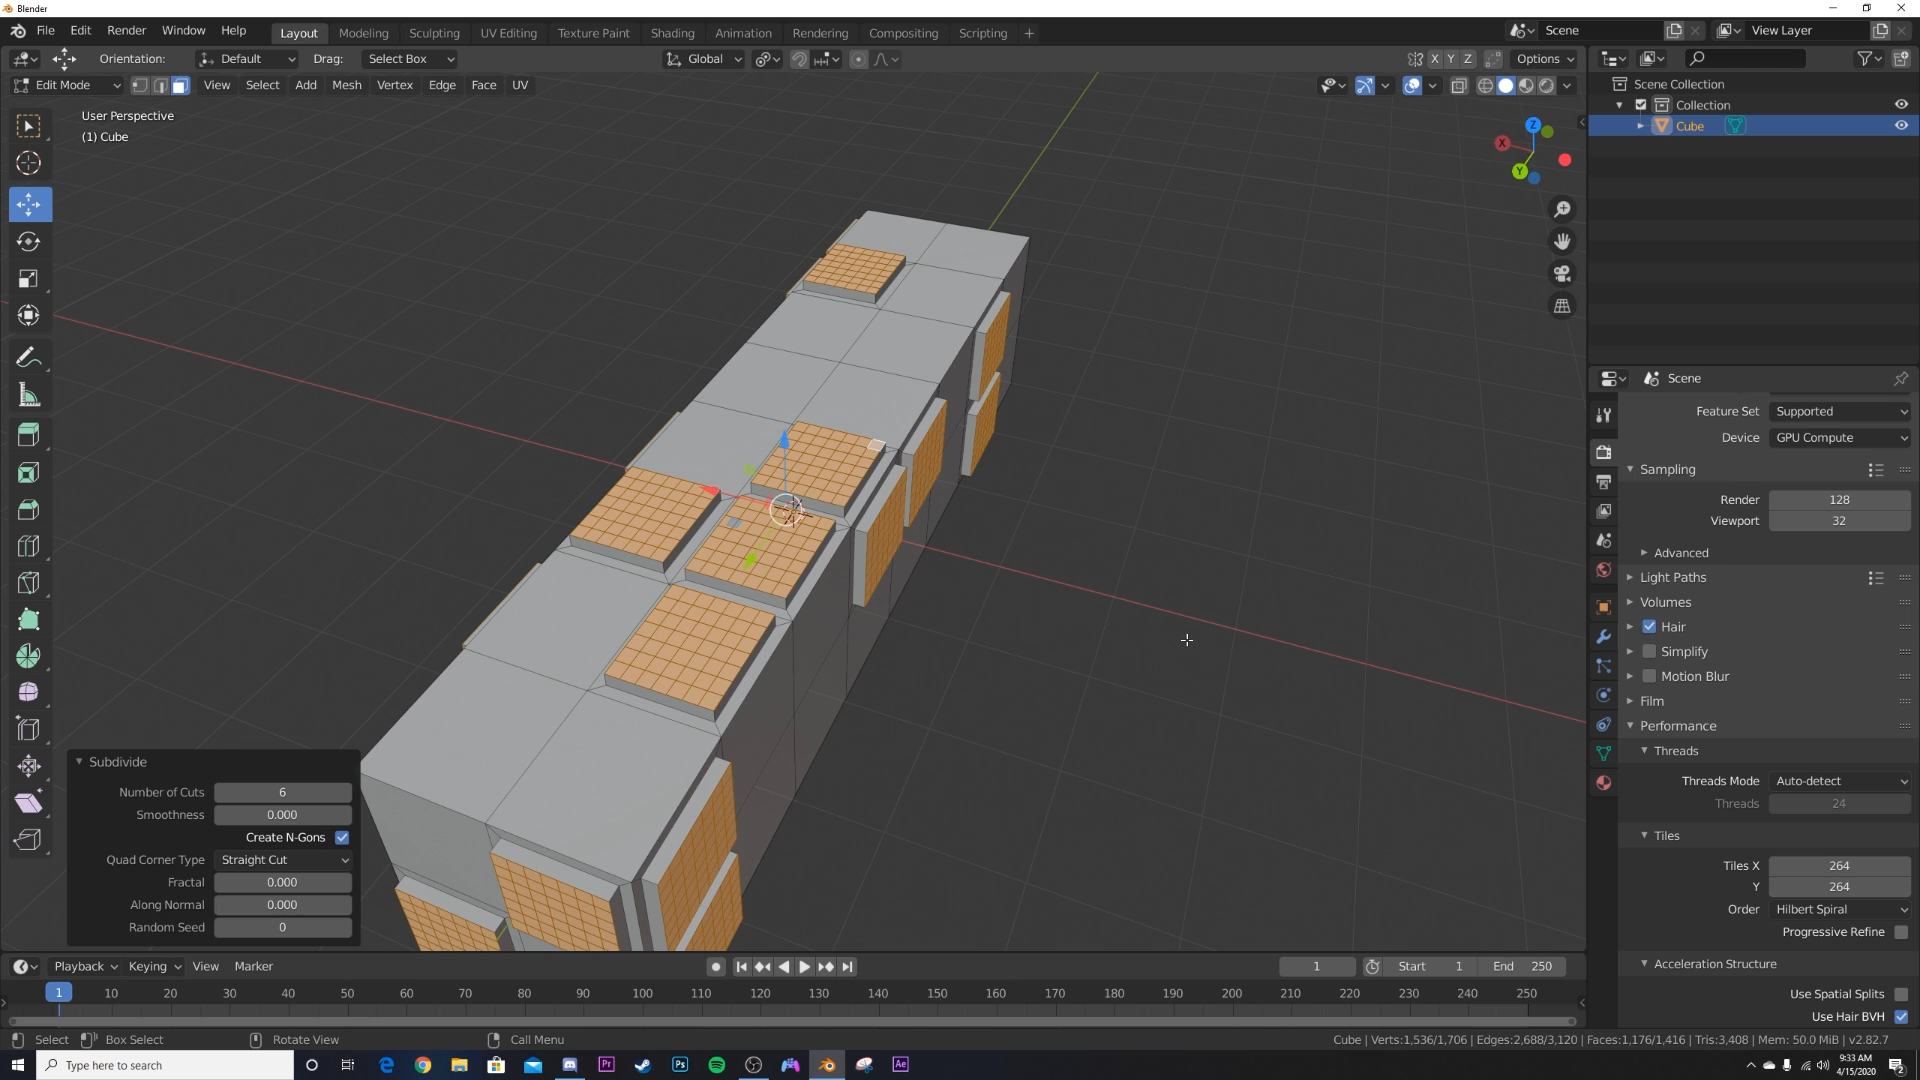 Blender
File Edit Render Window Help Layout Modeling Sculpting UV Editing Texture Paint Shading Animation Rendering Compositing Scripting + Scene View Layer
Orientation: Default Drag: Select Box Global X Y Z Options
Edit Mode View Select Add Mesh Vertex Edge Face UV
User Perspective
(1) Cube
Z
X
Y
Scene Collection
Collection
Cube
Scene
Feature Set Supported
Device GPU Compute
Sampling
Render 128
Viewport 32
Advanced
Light Paths
Volumes
Hair
Simplify
Motion Blur
Film
Performance
Threads
Threads Mode Auto-detect
Threads 24
Tiles
Tiles X 264
Y 264
Order Hilbert Spiral
Progressive Refine
Acceleration Structure
Use Spatial Splits
Use Hair BVH
Subdivide
Number of Cuts 6
Smoothness 0.000
Create N-Gons
Quad Corner Type Straight Cut
Fractal 0.000
Along Normal 0.000
Random Seed 0
Playback Keying View Marker 1 Start 1 End 250
1 10 20 30 40 50 60 70 80 90 100 110 120 130 140 150 160 170 180 190 200 210 220 230 240 250
Select Box Select Rotate View Call Menu Cube | Verts:1,536/1,706 | Edges:2,688/3,120 | Faces:1,176/1,416 | Tris:3,408 | Mem: 50.0 MiB | v2.82.7
Type here to search Pr Ps Ae 9:33 AM
4/15/2020 2